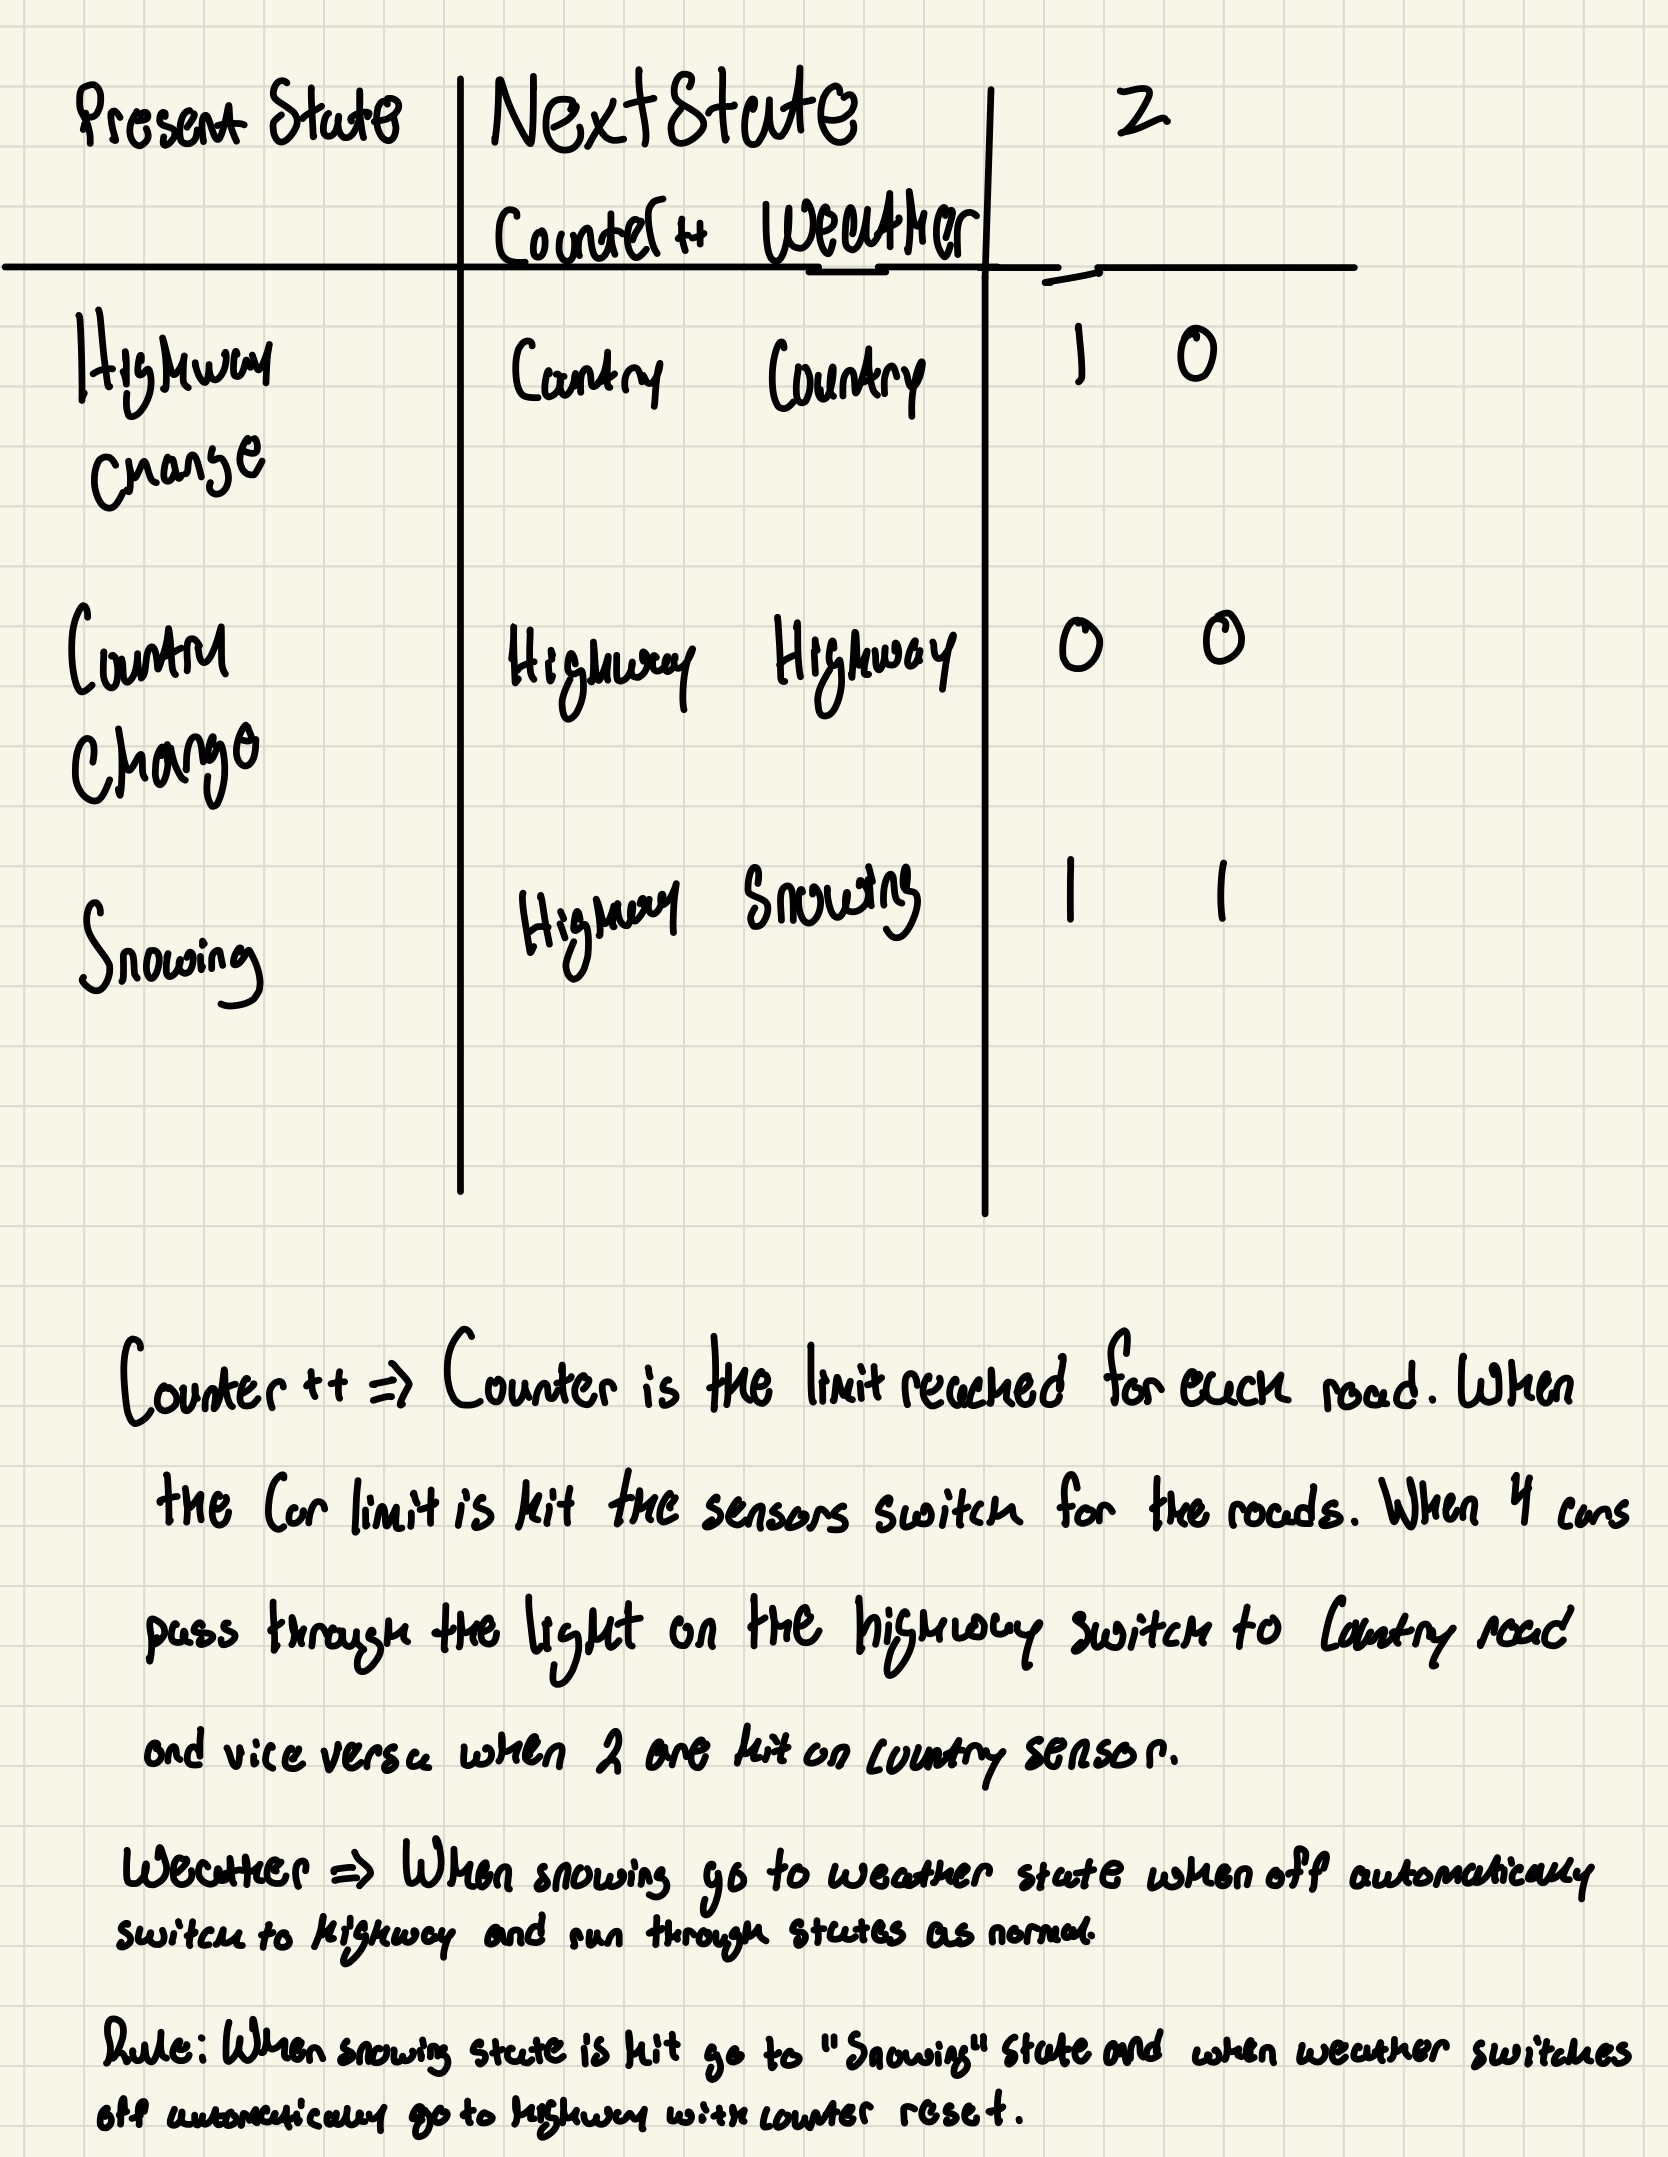 Present State Next State Z
Counter++ Weather
Highway Country Country 1 0
Change
Country Highway Highway 0 0
Change
Snowing Highway Snowing 1 1
Counter ++ => Counter is the limit reached for each road. When
the Car limit is hit the sensors switch for the roads. When 4 cars
pass through the light on the highway switch to Country road
and vice versa when 2 are hit on country sensor.
Weather => When snowing go to weather state when off automatically
switch to highway and run through states as normal.
Rule: When snowing state is hit go to "Snowing" state and when weather switches
off automatically go to highway with counter reset.